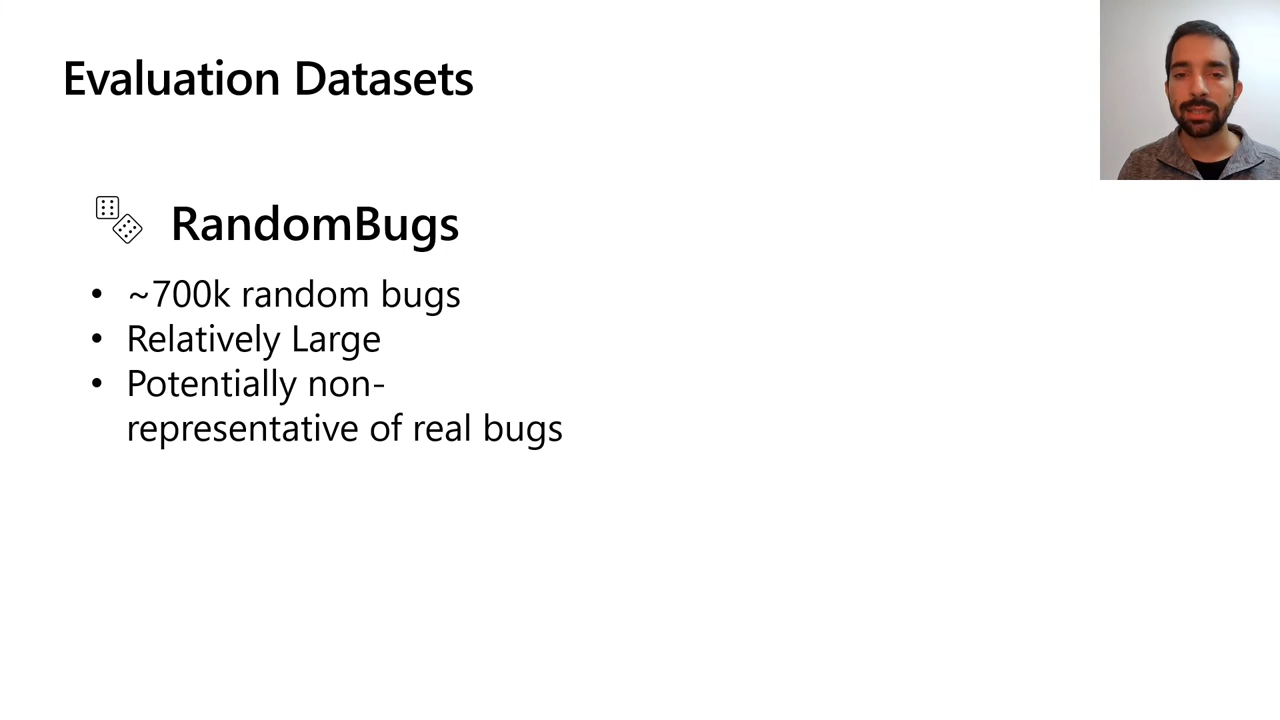 Evaluation Datasets
RandomBugs
• ~700k random bugs
• Relatively Large
• Potentially non-
representative of real bugs